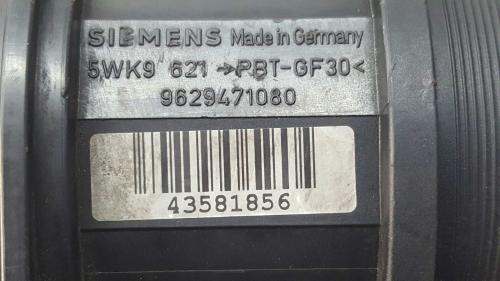 SIEMENS Made in Germany
5WK9 621 >PBT-GF30<
9629471080
43581856